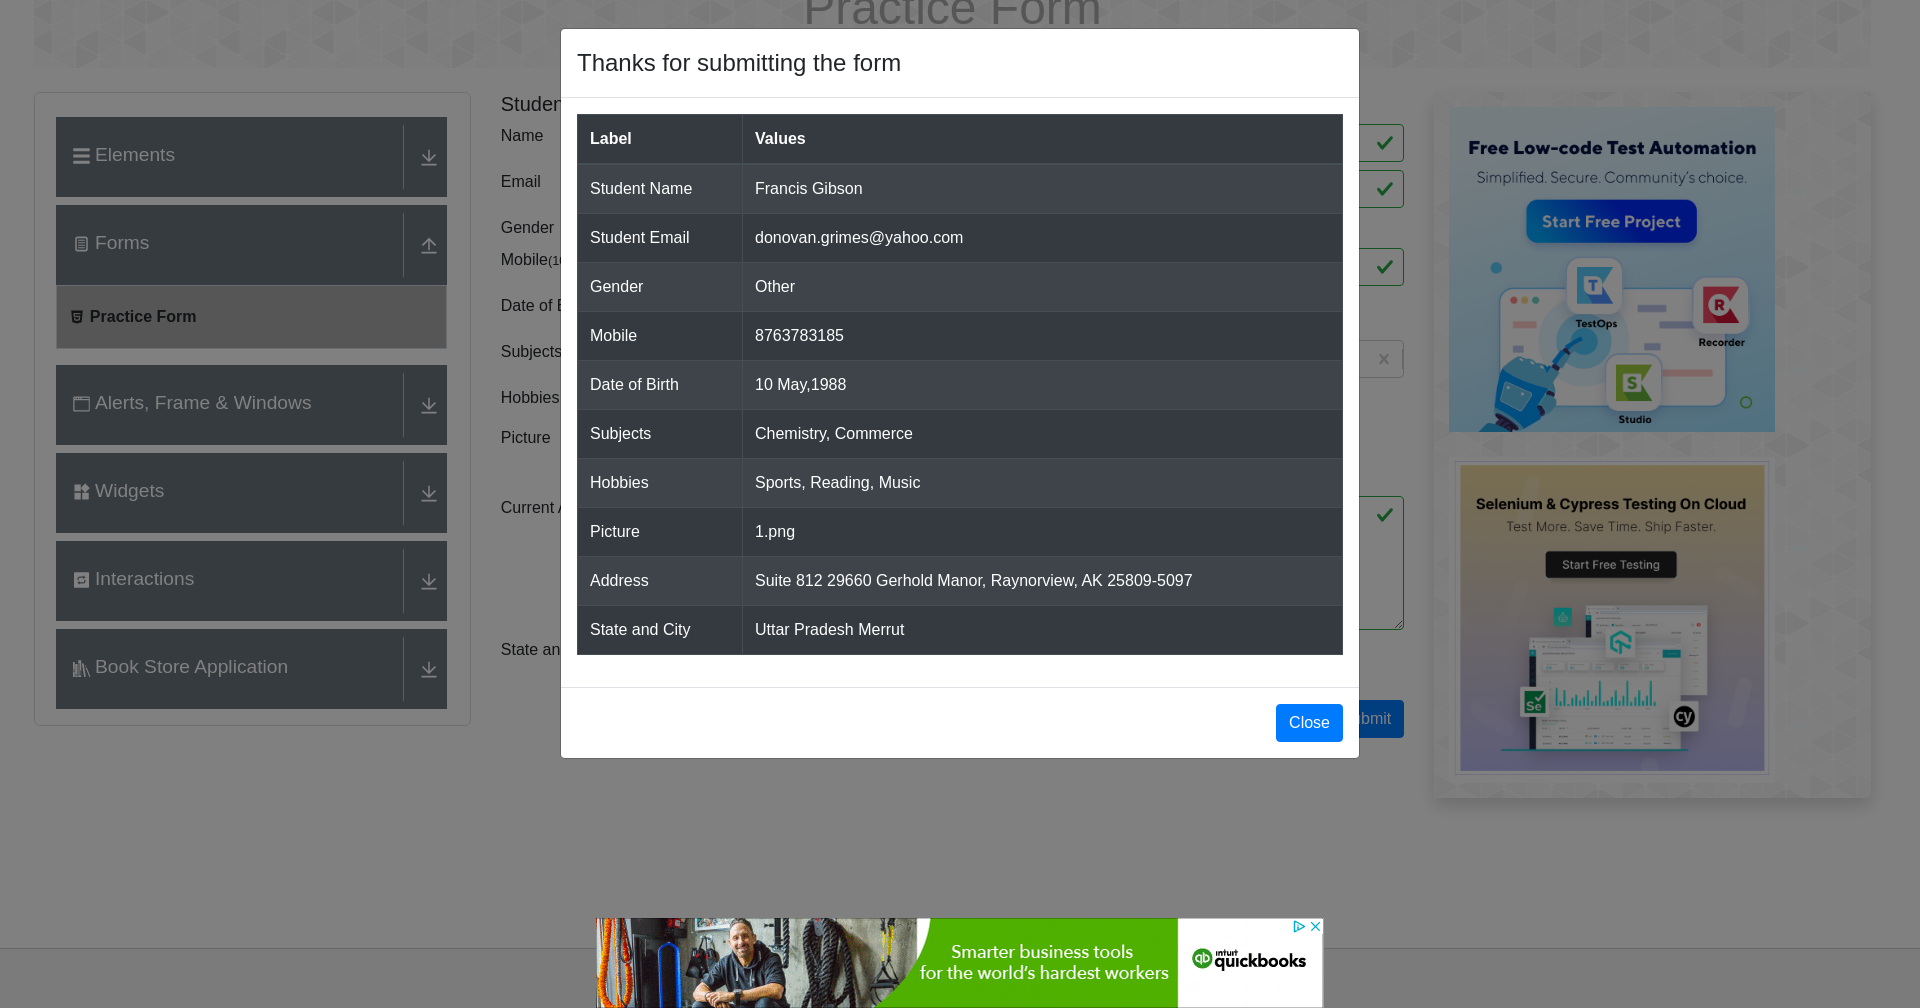 Practice Form
Thanks for submitting the form
Label Values
Student Name Francis Gibson
Student Email donovan.grimes@yahoo.com
Gender Other
Mobile 8763783185
Date of Birth 10 May,1988
Subjects Chemistry, Commerce
Hobbies Sports, Reading, Music
Picture 1.png
Address Suite 812 29660 Gerhold Manor, Raynorview, AK 25809-5097
State and City Uttar Pradesh Merrut
Close
Elements
Forms
Practice Form
Alerts, Frame & Windows
Widgets
Interactions
Book Store Application
Studen
Name
Email
Gender
Mobile(10
Date of B
Subjects
Hobbies
Picture
Current A
State an
bmit
Free Low-code Test Automation
Simplified. Secure. Community's choice.
Start Free Project
T
TestOps
R
Recorder
S
Studio
Selenium & Cypress Testing On Cloud
Test More. Save Time. Ship Faster.
Start Free Testing
Se
cy
Smarter business tools
for the world's hardest workers
qb intuit
quickbooks